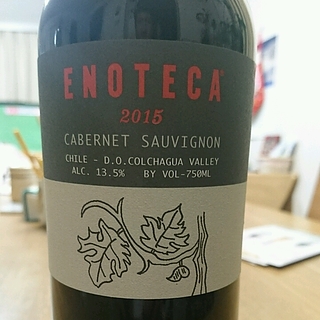 ENOTECA
2015
CABERNET SAUVIGNON
CHILE - D.O.COLCHAGUA VALLEY
ALC. 13.5% BY VOL-750ML